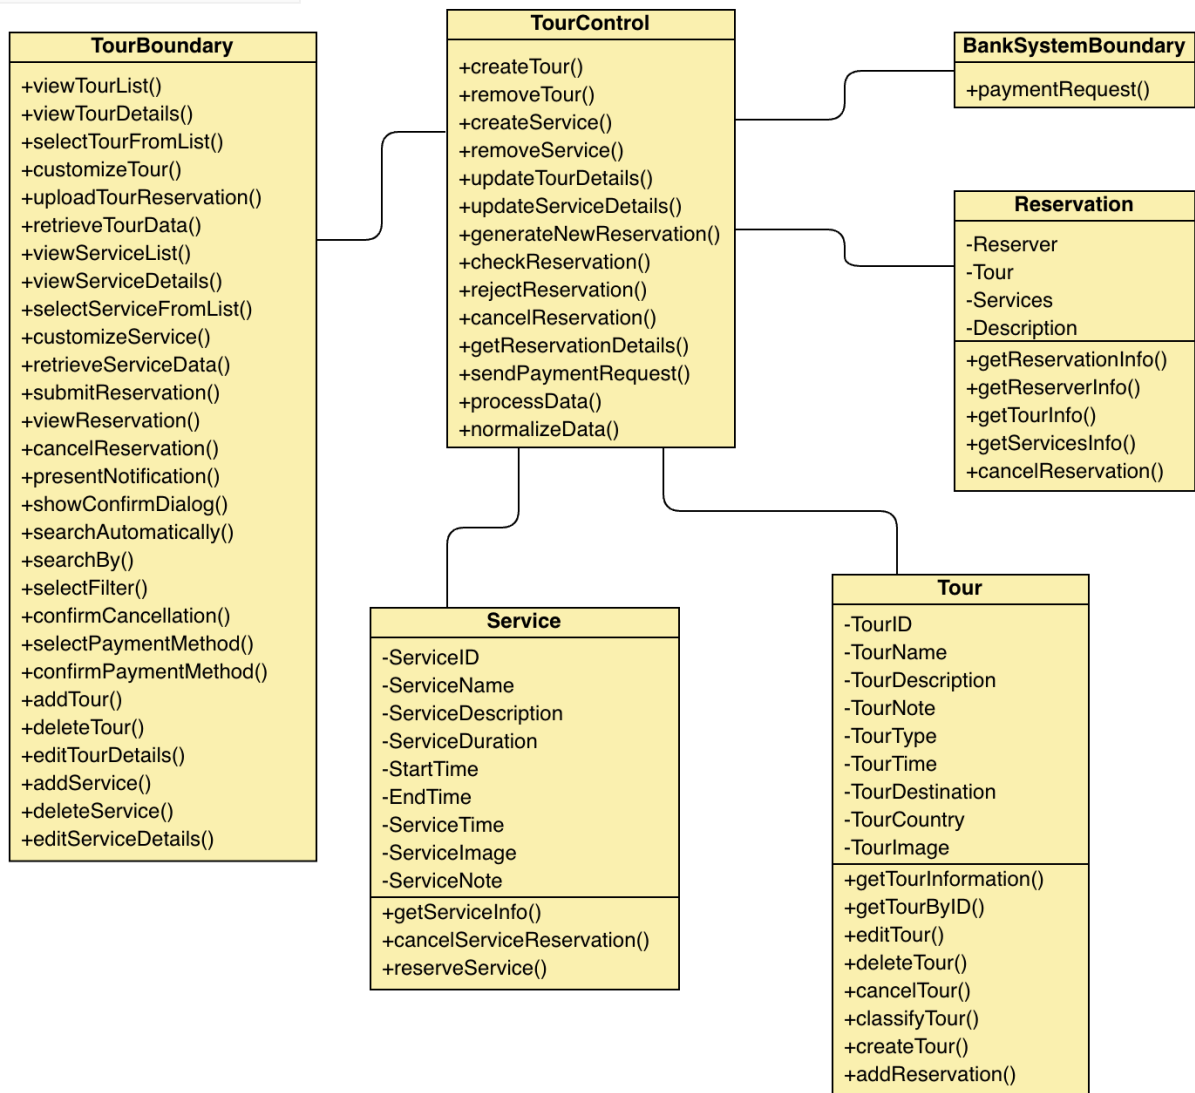 TourBoundary
+viewTourList()
+viewTourDetails()
+selectTourFromList()
+customizeTour()
+uploadTourReservation()
+retrieveTourData()
+viewServiceList()
+viewServiceDetails()
+selectServiceFromList()
+customizeService()
+retrieveServiceData()
+submitReservation()
+viewReservation()
+cancelReservation()
+presentNotification()
+showConfirmDialog()
+searchAutomatically()
+searchBy()
+selectFilter()
+confirmCancellation()
+selectPaymentMethod()
+confirmPaymentMethod()
+addTour()
+deleteTour()
+editTourDetails()
+addService()
+deleteService()
+editServiceDetails()
TourControl
+createTour()
+removeTour()
+createService()
+removeService()
+updateTourDetails()
+updateServiceDetails()
+generateNewReservation()
+checkReservation()
+rejectReservation()
+cancelReservation()
+getReservationDetails()
+sendPaymentRequest()
+processData()
+normalizeData()
BankSystemBoundary
+paymentRequest()
Reservation
-Reserver
-Tour
-Services
-Description
+getReservationInfo()
+getReserverInfo()
+getTourInfo()
+getServicesInfo()
+cancelReservation()
Service
-ServiceID
-ServiceName
-ServiceDescription
-ServiceDuration
-StartTime
-EndTime
-ServiceTime
-ServiceImage
-ServiceNote
+getServiceInfo()
+cancelServiceReservation()
+reserveService()
Tour
-TourID
-TourName
-TourDescription
-TourNote
-TourType
-TourTime
-TourDestination
-TourCountry
-TourImage
+getTourInformation()
+getTourByID()
+editTour()
+deleteTour()
+cancelTour()
+classifyTour()
+createTour()
+addReservation()